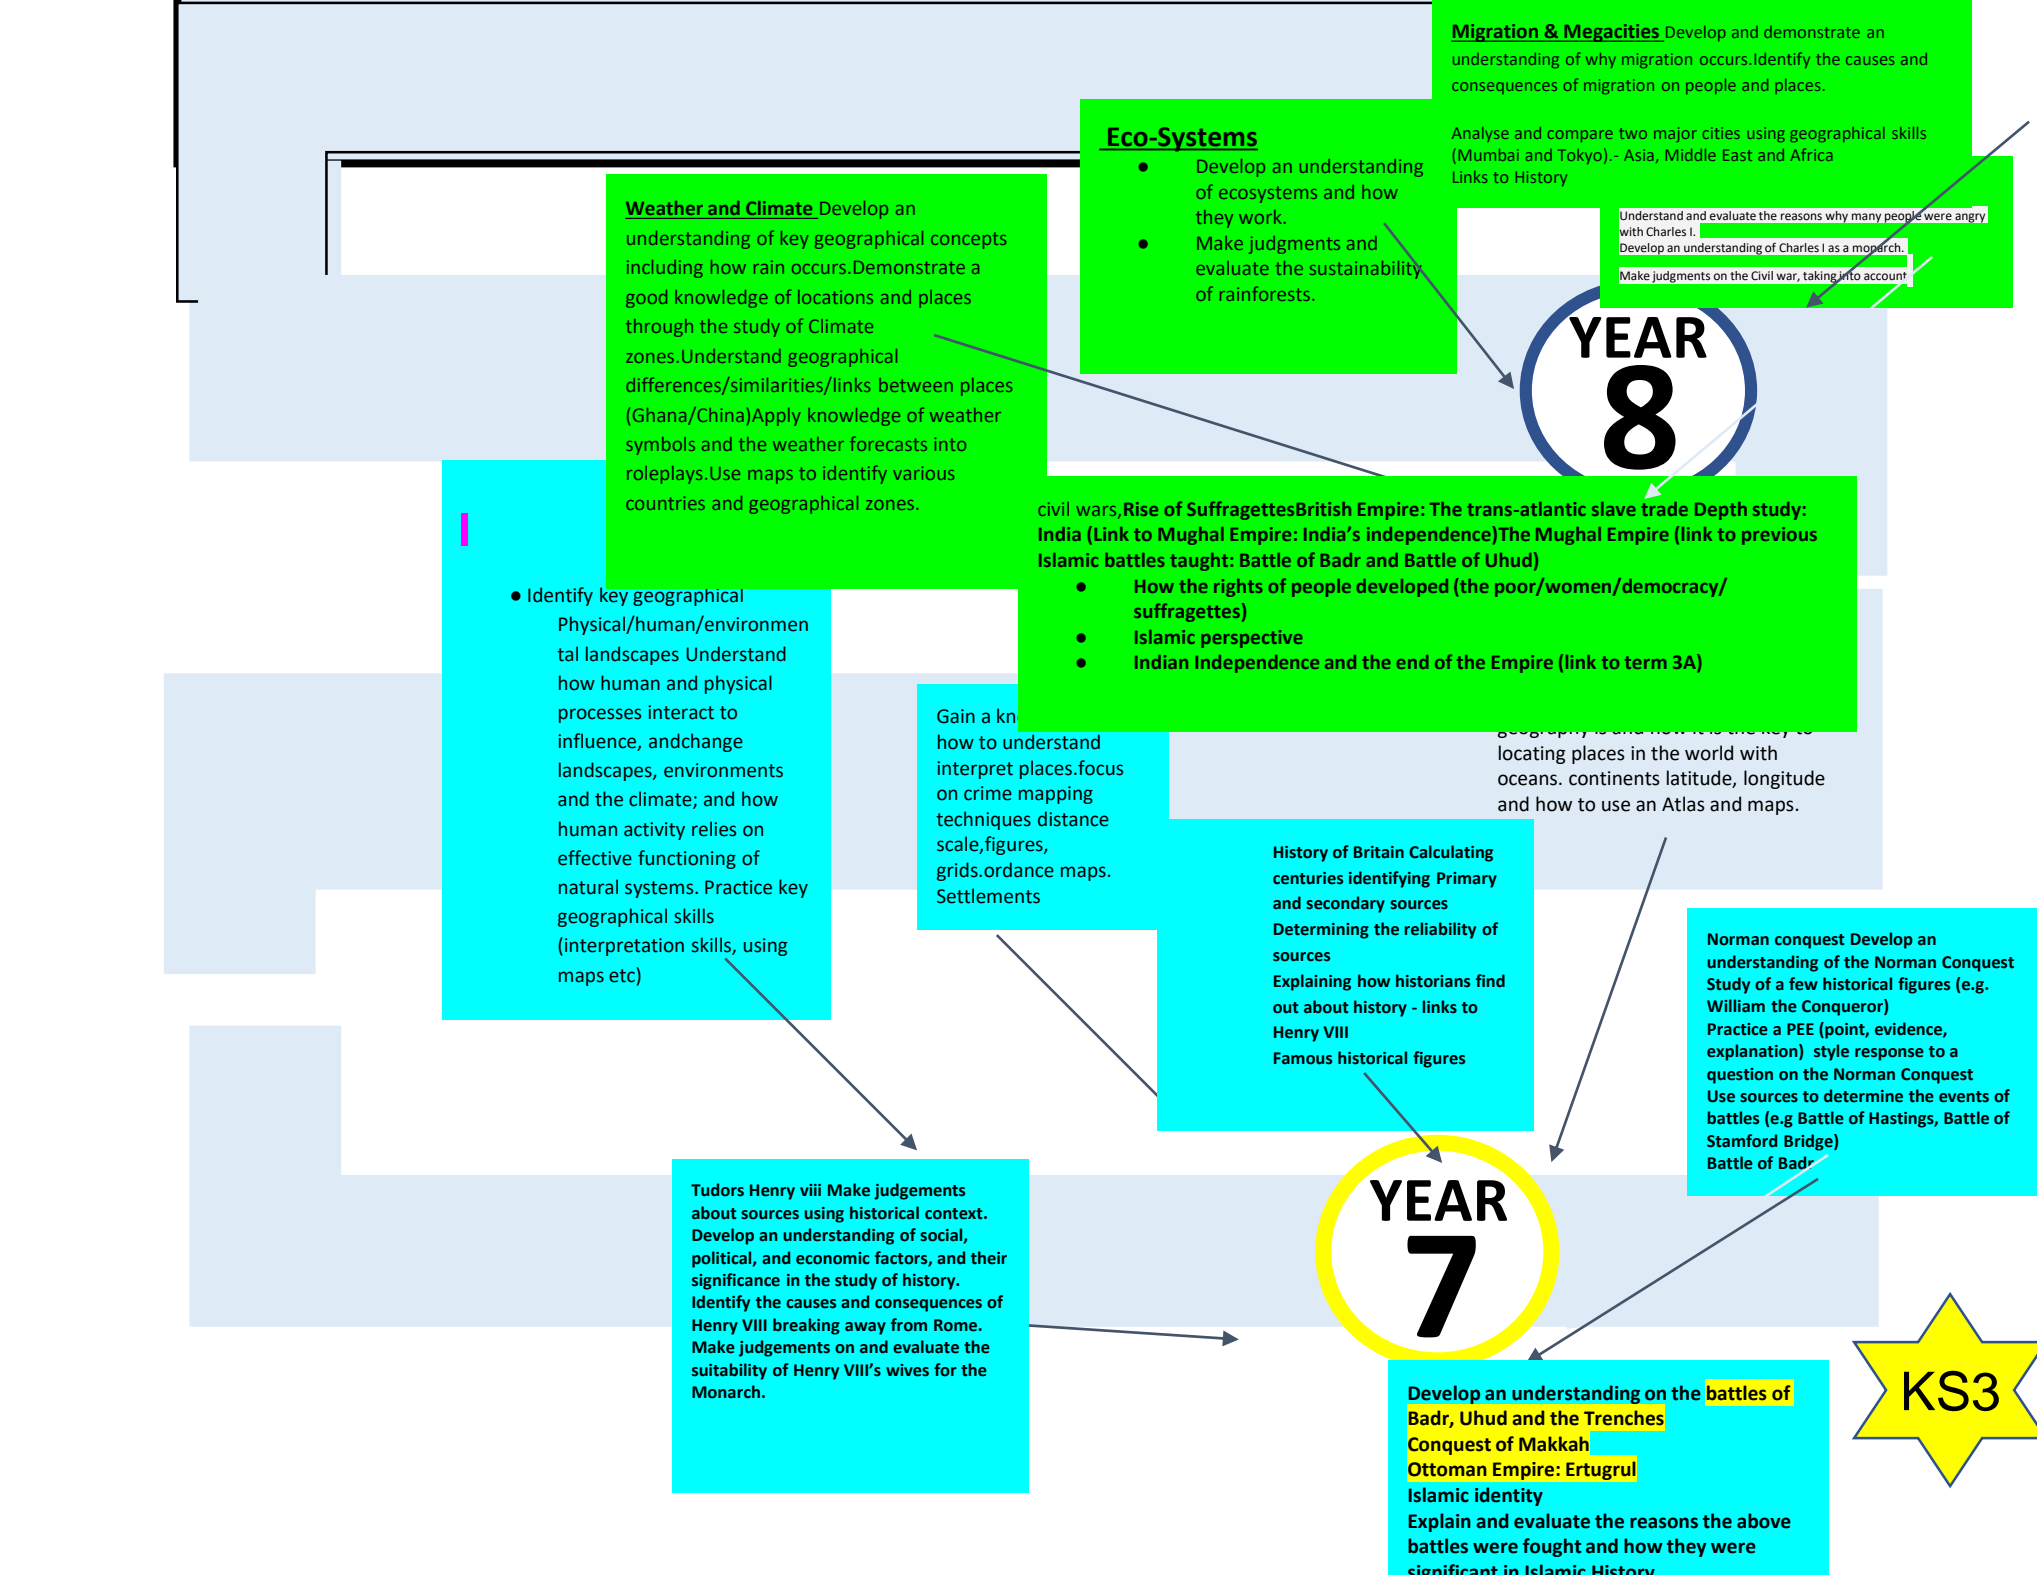 Migration & Megacities Develop and demonstrate an
understanding of why migration occurs.Identify the causes and
consequences of migration on people and places.
Analyse and compare two major cities using geographical skills
(Mumbai and Tokyo).- Asia, Middle East and Africa
Links to History
Eco-Systems
● Develop an understanding
of ecosystems and how
they work.
● Make judgments and
evaluate the sustainability
of rainforests.
Weather and Climate Develop an
understanding of key geographical concepts
including how rain occurs.Demonstrate a
good knowledge of locations and places
through the study of Climate
zones.Understand geographical
differences/similarities/links between places
(Ghana/China)Apply knowledge of weather
symbols and the weather forecasts into
roleplays.Use maps to identify various
countries and geographical zones.
Understand and evaluate the reasons why many people were angry
with Charles I.
Develop an understanding of Charles I as a monarch.
Make judgments on the Civil war, taking into account
YEAR
8
civil wars,Rise of SuffragettesBritish Empire: The trans-atlantic slave trade Depth study:
India (Link to Mughal Empire: India’s independence)The Mughal Empire (link to previous
Islamic battles taught: Battle of Badr and Battle of Uhud)
● How the rights of people developed (the poor/women/democracy/
suffragettes)
● Islamic perspective
● Indian Independence and the end of the Empire (link to term 3A)
● Identify key geographical
Physical/human/environmen
tal landscapes Understand
how human and physical
processes interact to
influence, andchange
landscapes, environments
and the climate; and how
human activity relies on
effective functioning of
natural systems. Practice key
geographical skills
(interpretation skills, using
maps etc)
Gain a kn
how to understand
interpret places.focus
on crime mapping
techniques distance
scale,figures,
grids.ordance maps.
Settlements
geography is and how it is the key to
locating places in the world with
oceans. continents latitude, longitude
and how to use an Atlas and maps.
History of Britain Calculating
centuries identifying Primary
and secondary sources
Determining the reliability of
sources
Explaining how historians find
out about history - links to
Henry VIII
Famous historical figures
Norman conquest Develop an
understanding of the Norman Conquest
Study of a few historical figures (e.g.
William the Conqueror)
Practice a PEE (point, evidence,
explanation) style response to a
question on the Norman Conquest
Use sources to determine the events of
battles (e.g Battle of Hastings, Battle of
Stamford Bridge)
Battle of Badr
Tudors Henry viii Make judgements
about sources using historical context.
Develop an understanding of social,
political, and economic factors, and their
significance in the study of history.
Identify the causes and consequences of
Henry VIII breaking away from Rome.
Make judgements on and evaluate the
suitability of Henry VIII’s wives for the
Monarch.
YEAR
7
KS3
Develop an understanding on the battles of
Badr, Uhud and the Trenches
Conquest of Makkah
Ottoman Empire: Ertugrul
Islamic identity
Explain and evaluate the reasons the above
battles were fought and how they were
significant in Islamic History